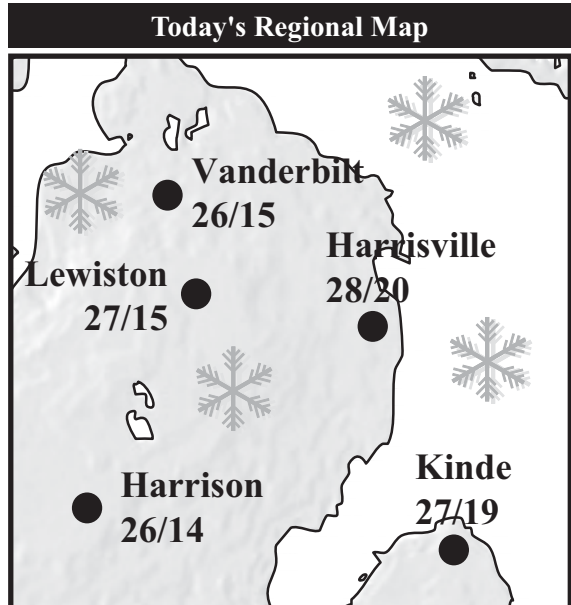 Today's Regional Map
Vanderbilt
26/15
Harrisville
28/20
Lewiston
27/15
Kinde
27/19
Harrison
26/14